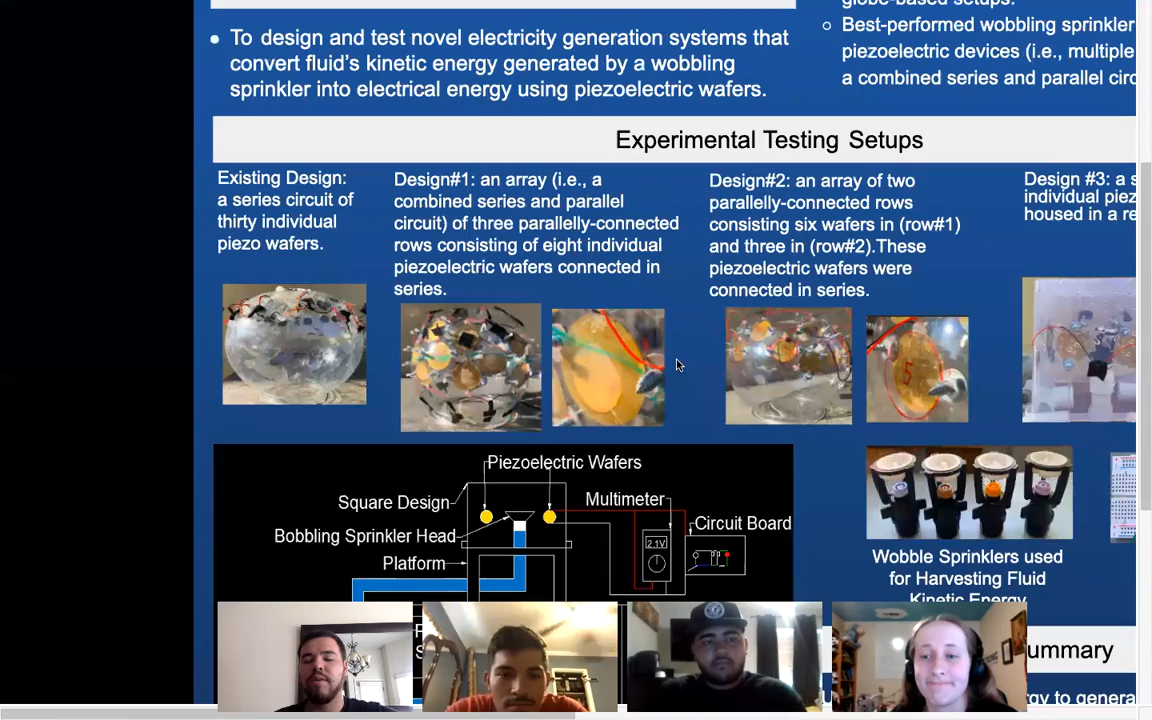 globe-based setups.
• To design and test novel electricity generation systems that
convert fluid's kinetic energy generated by a wobbling
sprinkler into electrical energy using piezoelectric wafers.
○ Best-performed wobbling sprinkler
piezoelectric devices (i.e., multiple
a combined series and parallel
Experimental Testing Setups
Existing Design:
a series circuit of
thirty individual
piezo wafers.
Design#1: an array (i.e., a
combined series and parallel
circuit) of three parallelly-connected
rows consisting of eight individual
piezoelectric wafers connected in
series.
Design#2: an array of two
parallelly-connected rows
consisting six wafers in (row#1)
and three in (row#2).These
piezoelectric wafers were
connected in series.
Design #3: a
individual
housed in a
5
Piezoelectric Wafers
Square Design
Multimeter
Bobbling Sprinkler Head
Circuit Board
2.1V
Platform
Wobble Sprinklers used
for Harvesting Fluid
Kinetic Energy
ummary
gy to genera